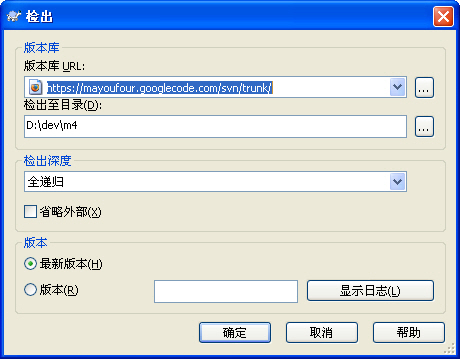 检出
版本库
版本库 URL:
https://mayoufour.googlecode.com/svn/trunk/
...
检出至目录(D):
D:\dev\m4
...
检出深度
全递归
省略外部(X)
版本
最新版本(H)
版本(R)
显示日志(L)
确定
取消
帮助